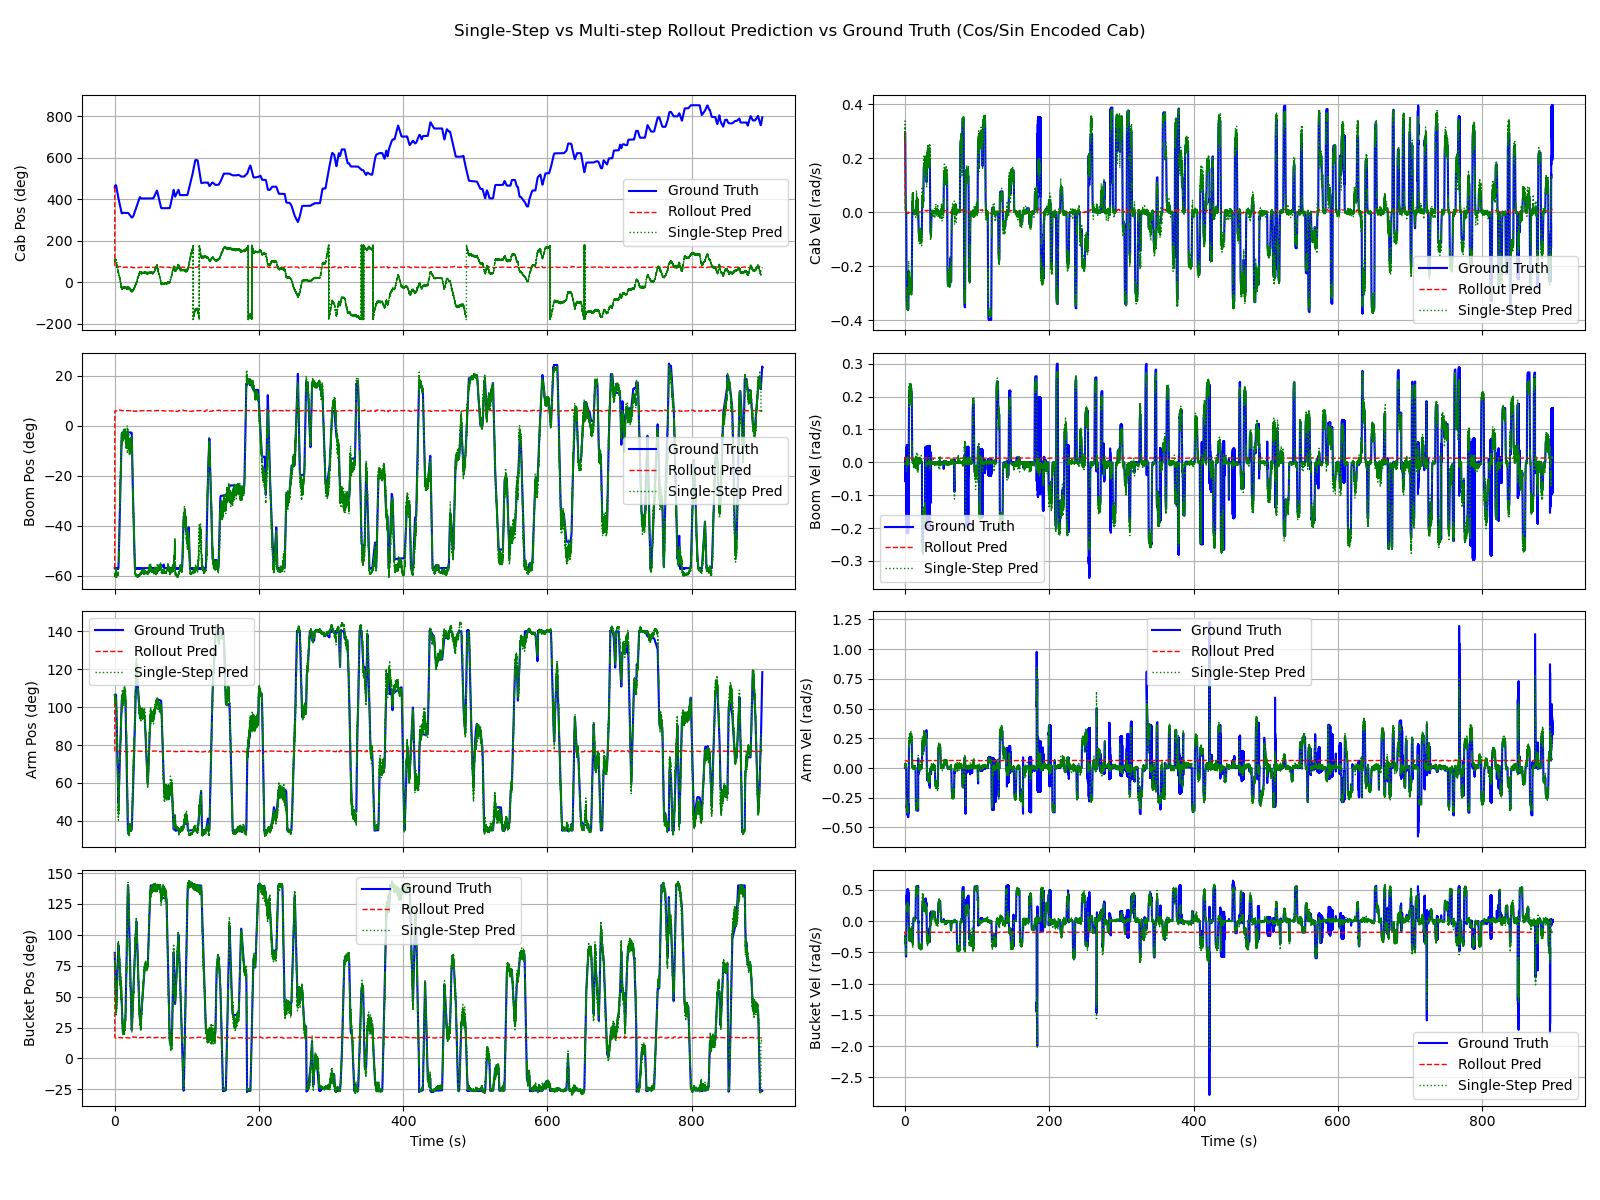 Single-Step vs Multi-step Rollout Prediction vs Ground Truth (Cos/Sin Encoded Cab)
Cab Pos (deg)
800
600
400
200
0
−200
Ground Truth
Rollout Pred
Single-Step Pred
Cab Vel (rad/s)
0.4
0.2
0.0
−0.2
−0.4
Ground Truth
Rollout Pred
Single-Step Pred
Boom Pos (deg)
20
0
−20
−40
−60
Ground Truth
Rollout Pred
Single-Step Pred
Boom Vel (rad/s)
0.3
0.2
0.1
0.0
−0.1
−0.2
−0.3
Ground Truth
Rollout Pred
Single-Step Pred
Arm Pos (deg)
140
120
100
80
60
40
Ground Truth
Rollout Pred
Single-Step Pred
Arm Vel (rad/s)
1.25
1.00
0.75
0.50
0.25
0.00
−0.25
−0.50
Ground Truth
Rollout Pred
Single-Step Pred
Bucket Pos (deg)
150
125
100
75
50
25
0
−25
Ground Truth
Rollout Pred
Single-Step Pred
0 200 400 600 800
Time (s)
Bucket Vel (rad/s)
0.5
0.0
−0.5
−1.0
−1.5
−2.0
−2.5
Ground Truth
Rollout Pred
Single-Step Pred
0 200 400 600 800
Time (s)